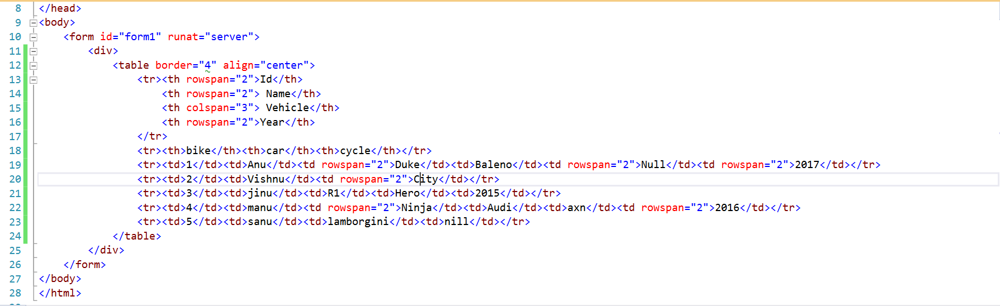 8 </head>
9 <body>
10 <form id="form1" runat="server">
11 <div>
12 <table border="4" align="center">
13 <tr><th rowspan="2">Id</th>
14 <th rowspan="2"> Name</th>
15 <th colspan="3"> Vehicle</th>
16 <th rowspan="2">Year</th>
17 </tr>
18 <tr><th>bike</th><th>car</th><th>cycle</th></tr>
19 <tr><td>1</td><td>Anu</td><td rowspan="2">Duke</td><td>Baleno</td><td rowspan="2">Null</td><td rowspan="2">2017</td></tr>
20 <tr><td>2</td><td>Vishnu</td><td rowspan="2">City</td></tr>
21 <tr><td>3</td><td>jinu</td><td>R1</td><td>Hero</td><td>2015</td></tr>
22 <tr><td>4</td><td>manu</td><td rowspan="2">Ninja</td><td>Audi</td><td>axn</td><td rowspan="2">2016</td></tr>
23 <tr><td>5</td><td>sanu</td><td>lamborgini</td><td>nill</td></tr>
24 </table>
25 </div>
26 </form>
27 </body>
28 </html>